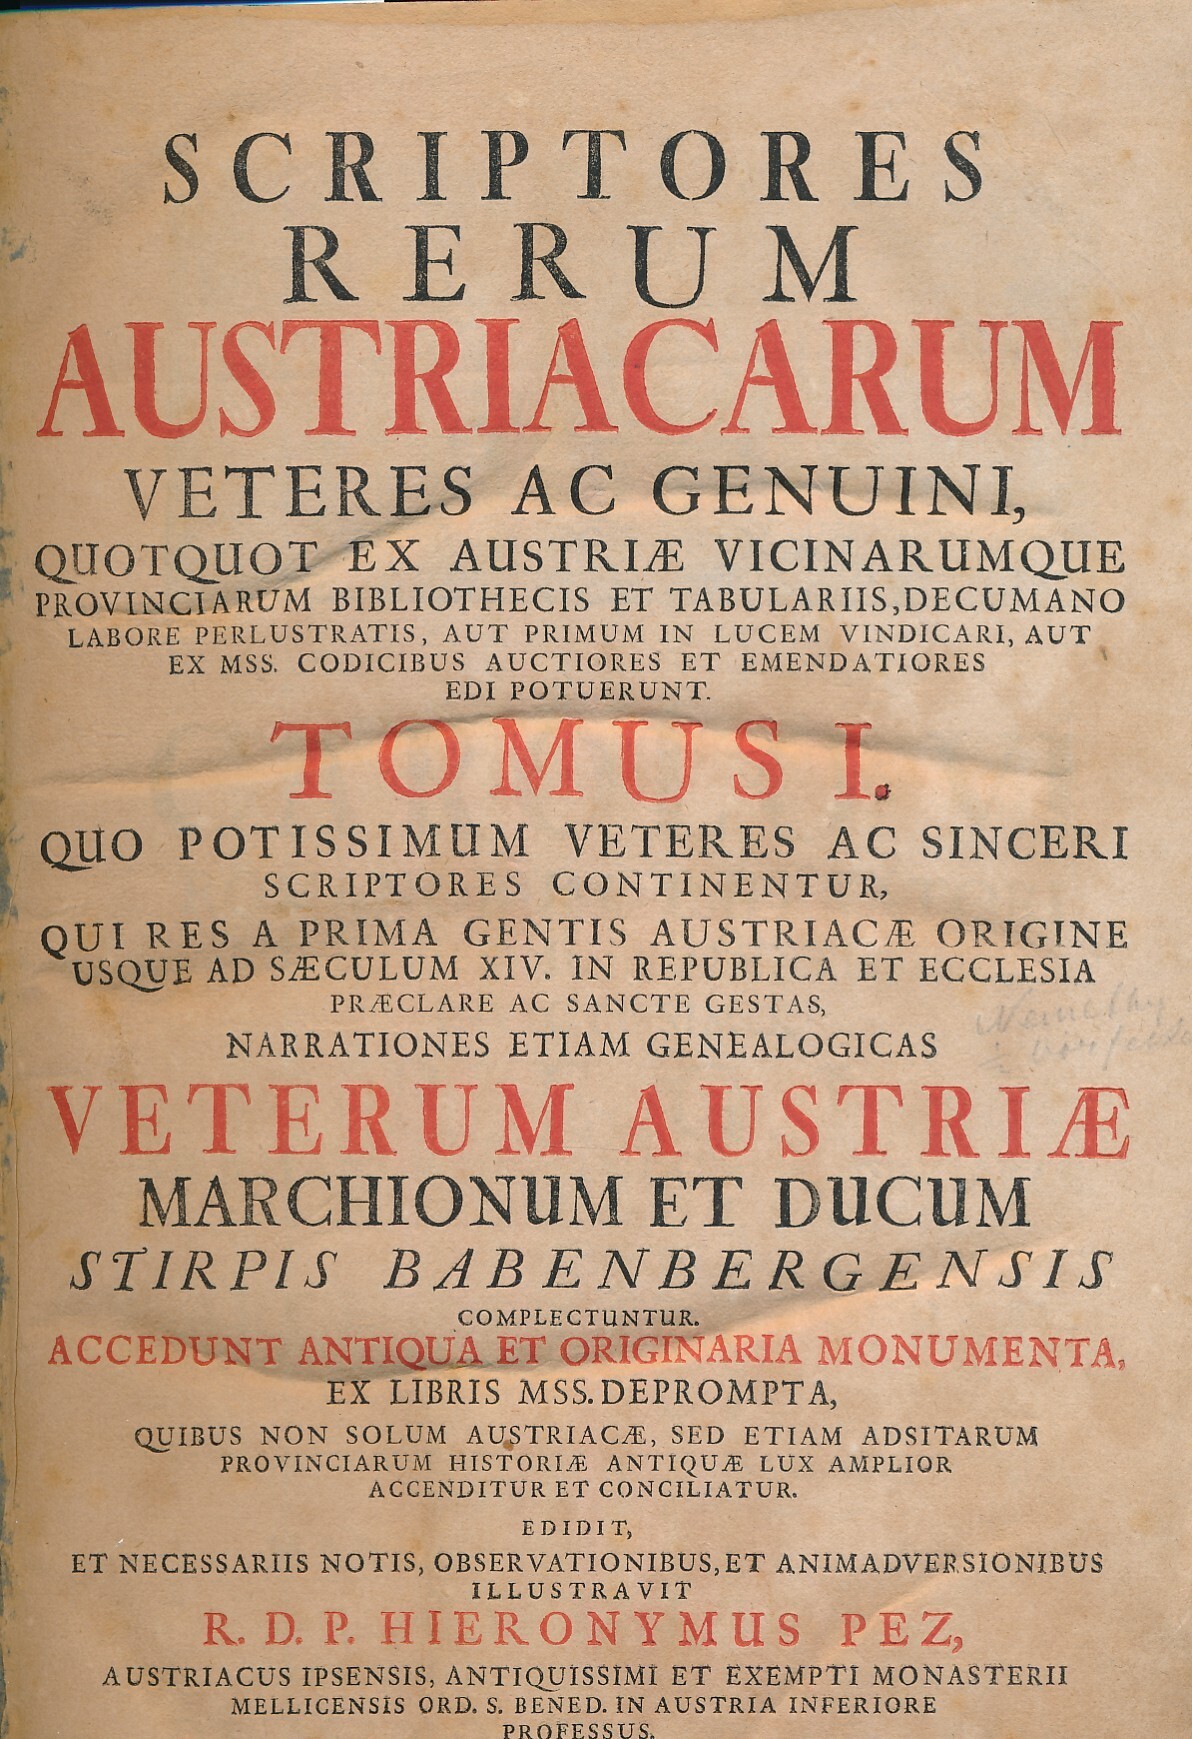 SCRIPTORES
RERUM
AUSTRIACARUM
VETERES AC GENUINI,
QUOTQUOT EX AUSTRIÆ VICINARUMQUE
PROVINCIARUM BIBLIOTHECIS ET TABULARIIS, DECUMANO
LABORE PERLUSTRATIS, AUT PRIMUM IN LUCEM VINDICARI, AUT
EX MSS. CODICIBUS AUCTIORES ET EMENDATIORES
EDI POTUERUNT.
TOMUS I.
QUO POTISSIMUM VETERES AC SINCERI
SCRIPTORES CONTINENTUR,
QUI RES A PRIMA GENTIS AUSTRIACÆ ORIGINE
USQUE AD SÆCULUM XIV. IN REPUBLICA ET ECCLESIA
PRÆCLARE AC SANCTE GESTAS,
NARRATIONES ETIAM GENEALOGICAS
VETERUM AUSTRIÆ
MARCHIONUM ET DUCUM
STIRPIS BABENBERGENSIS
COMPLECTUNTUR.
ACCEDUNT ANTIQUA ET ORIGINARIA MONUMENTA,
EX LIBRIS MSS. DEPROMPTA,
QUIBUS NON SOLUM AUSTRIACÆ, SED ETIAM ADSITARUM
PROVINCIARUM HISTORIÆ ANTIQUÆ LUX AMPLIOR
ACCENDITUR ET CONCILIATUR.
EDIDIT,
ET NECESSARIIS NOTIS, OBSERVATIONIBUS, ET ANIMADVERSIONIBUS
ILLUSTRAVIT
R. D. P. HIERONYMUS PEZ,
AUSTRIACUS IPSENSIS, ANTIQUISSIMI ET EXEMPTI MONASTERII
MELLICENSIS ORD. S. BENED. IN AUSTRIA INFERIORE
PROFESSUS.